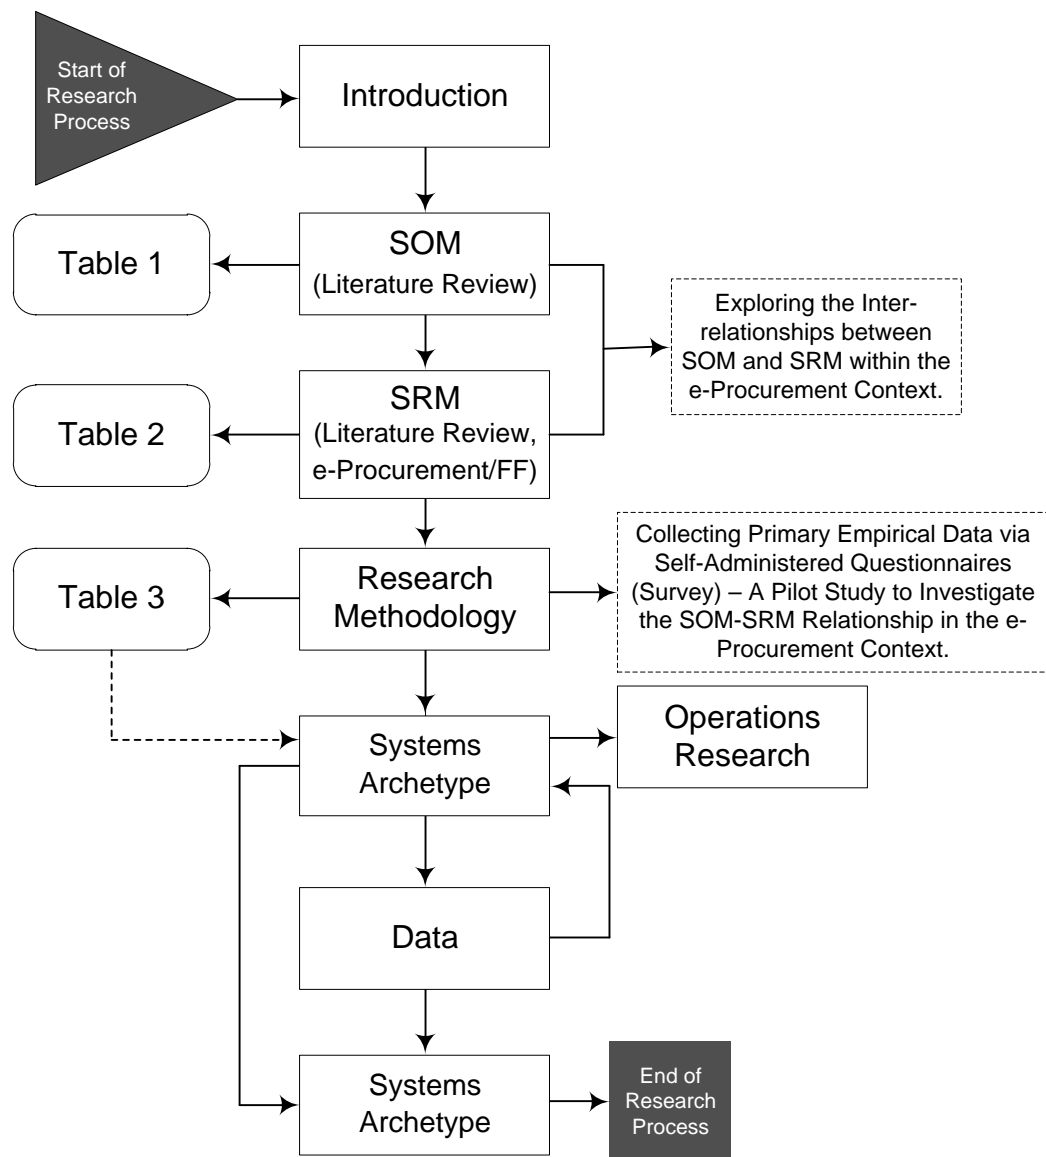 Start of
Research
Process
Introduction
Table 1
SOM
(Literature Review)
Exploring the Inter-
relationships between
SOM and SRM within the
e-Procurement Context.
Table 2
SRM
(Literature Review,
e-Procurement/FF)
Table 3
Research
Methodology
Collecting Primary Empirical Data via
Self-Administered Questionnaires
(Survey) – A Pilot Study to Investigate
the SOM-SRM Relationship in the e-
Procurement Context.
Systems
Archetype
Operations
Research
Data
Systems
Archetype
End of
Research
Process